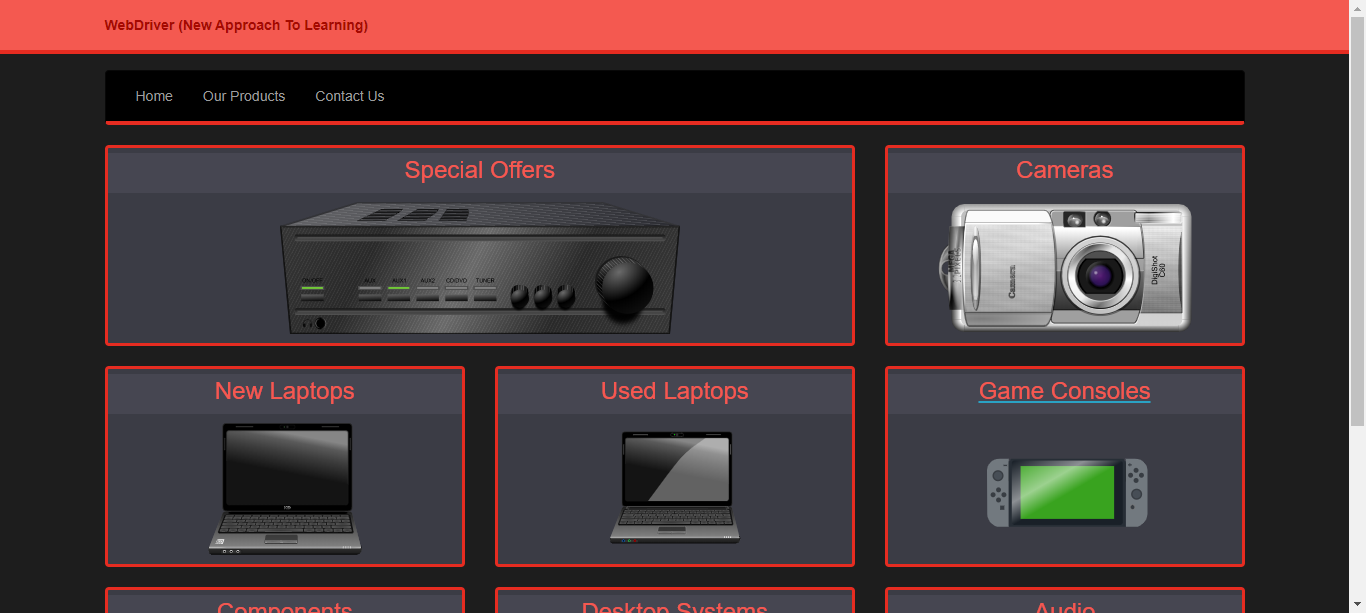 WebDriver (New Approach To Learning)
Home Our Products Contact Us
Special Offers
ON/OFF AUX AUX1 AUX2 CD/DVD TUNER
Cameras
Camera
DigiShot
C60
New Laptops
Used Laptops
Game Consoles
Components
Desktop Systems
Audio